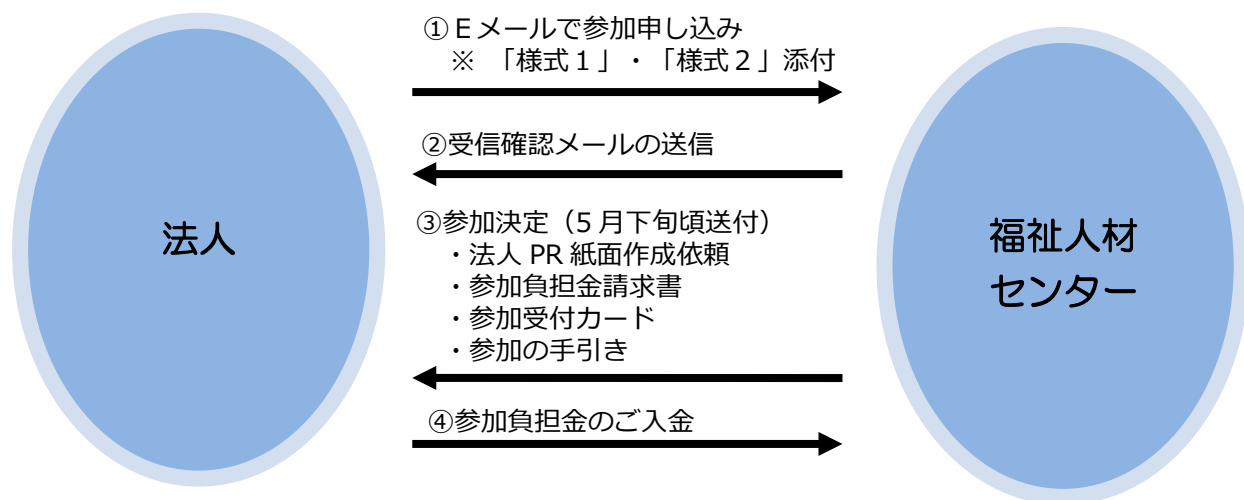 ①Ｅメールで参加申し込み
※ 「様式１」・「様式２」添付
②受信確認メールの送信
③参加決定（5 月下旬頃送付）
・法人 PR 紙面作成依頼
・参加負担金請求書
・参加受付カード
・参加の手引き
④参加負担金のご入金
法人
福祉人材
センター